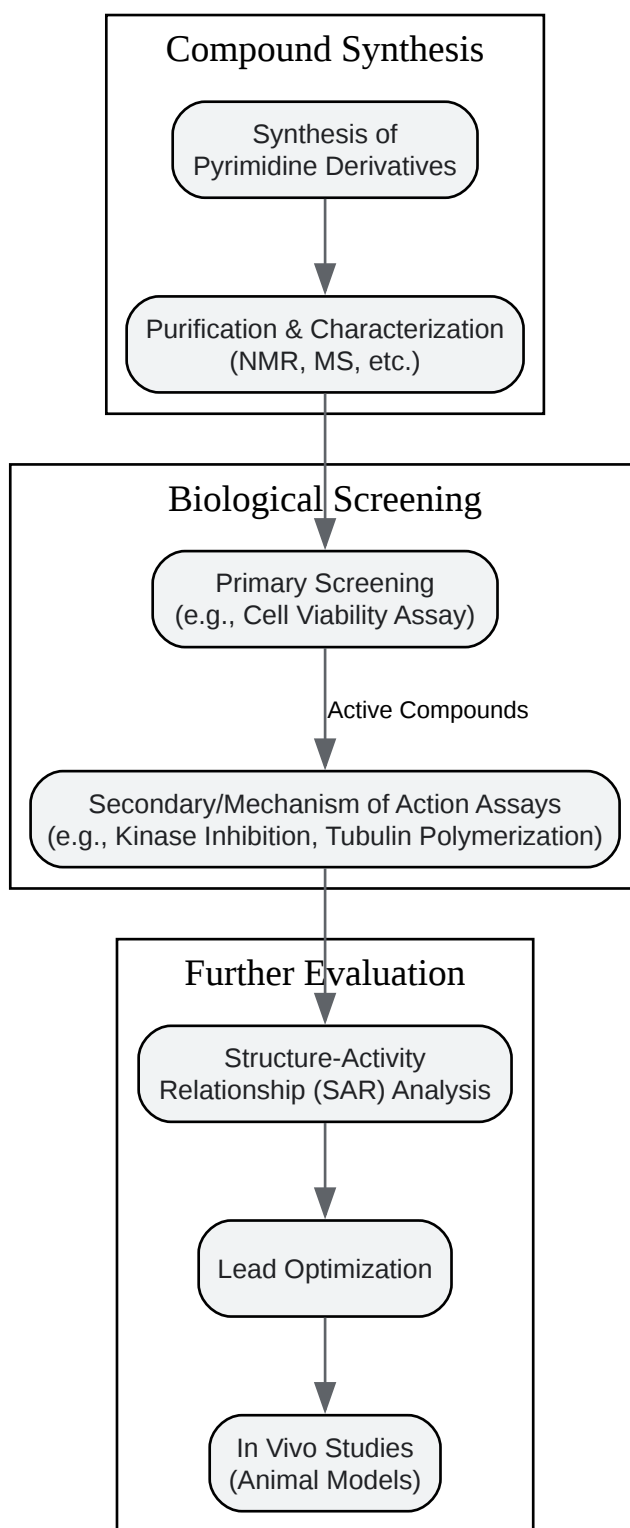 Compound Synthesis
Synthesis of
Pyrimidine Derivatives
Purification & Characterization
(NMR, MS, etc.)
Biological Screening
Primary Screening
(e.g., Cell Viability Assay)
Active Compounds
Secondary/Mechanism of Action Assays
(e.g., Kinase Inhibition, Tubulin Polymerization)
Further Evaluation
Structure-Activity
Relationship (SAR) Analysis
Lead Optimization
In Vivo Studies
(Animal Models)